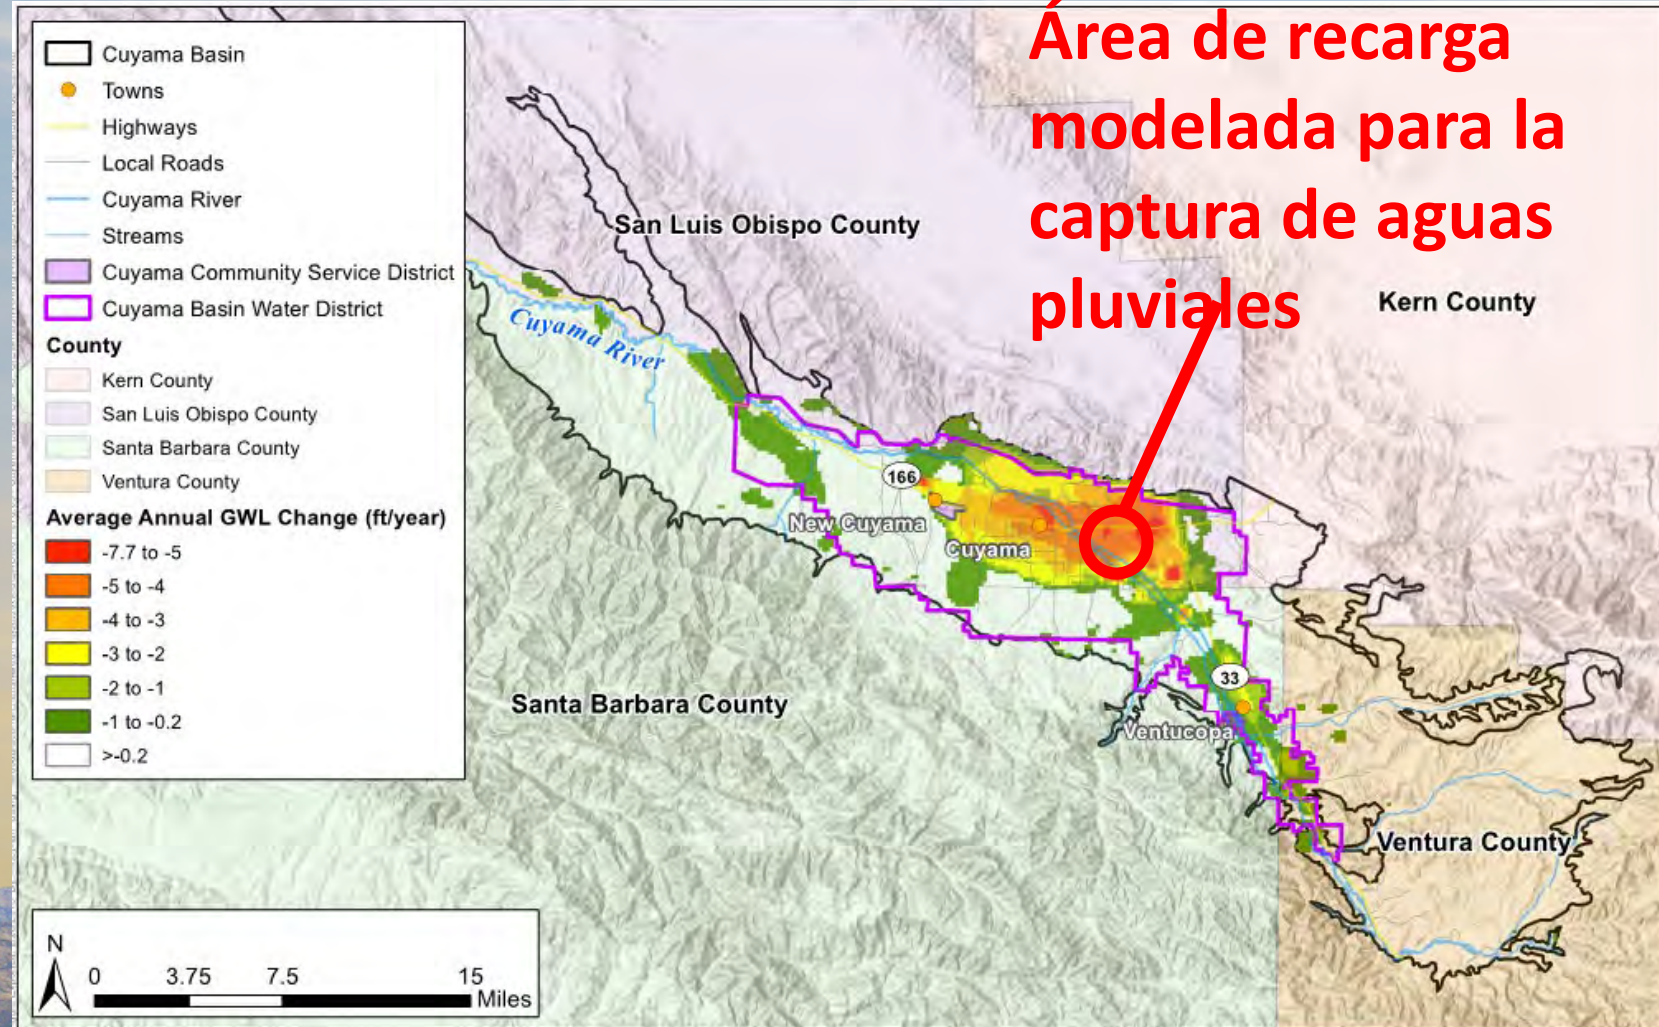 Área de recarga
modelada para la
captura de aguas
pluviales
Cuyama Basin
Towns
Highways
Local Roads
Cuyama River
Streams
Cuyama Community Service District
Cuyama Basin Water District
County
Kern County
San Luis Obispo County
Santa Barbara County
Ventura County
Average Annual GWL Change (ft/year)
-7.7 to -5
-5 to -4
-4 to -3
-3 to -2
-2 to -1
-1 to -0.2
>-0.2
San Luis Obispo County
Kern County
Cuyama River
166
New Cuyama
Cuyama
33
Santa Barbara County
Ventucopa
Ventura County
N
0 3.75 7.5 15
Miles